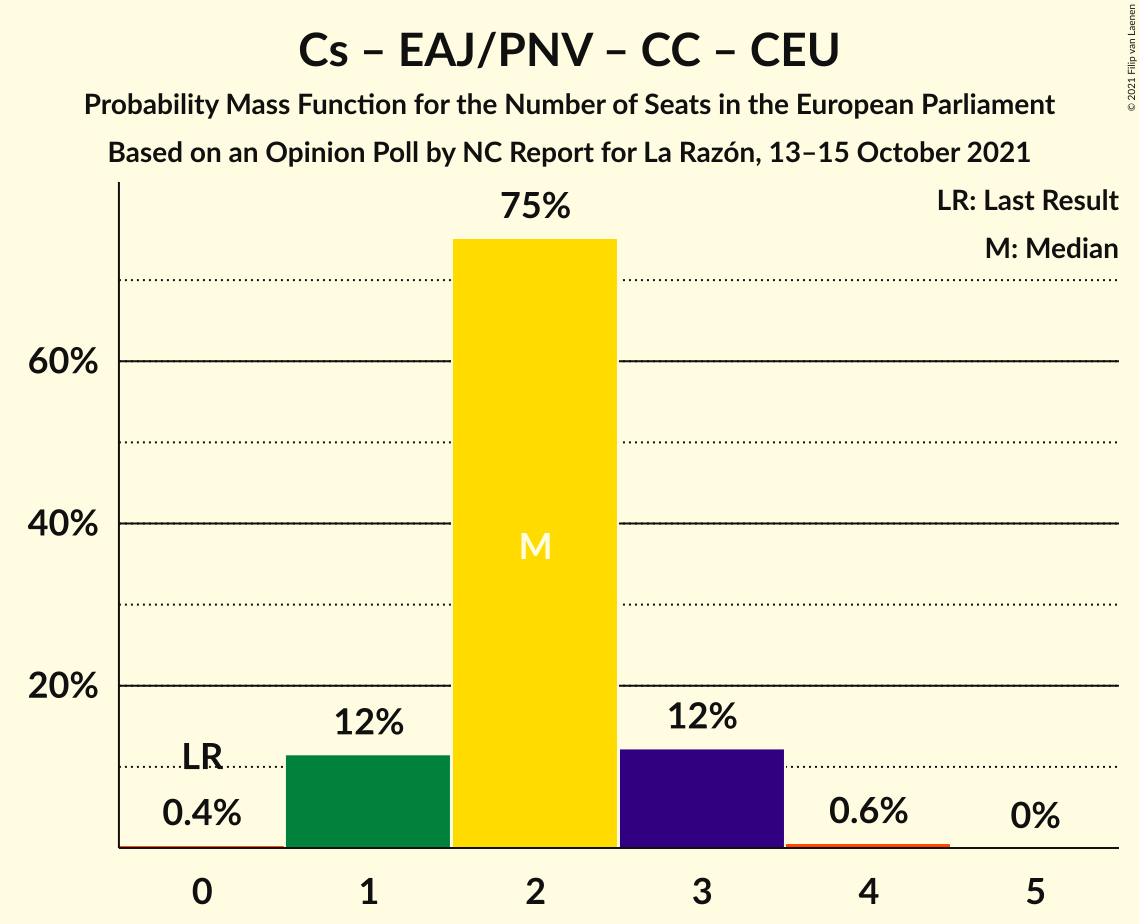 Cs – EAJ/PNV – CC – CEU
Probability Mass Function for the Number of Seats in the European Parliament
Based on an Opinion Poll by NC Report for La Razón, 13–15 October 2021
© 2021 Filip van Laenen
LR: Last Result
M: Median
75%
60%
40%
M
20%
12%
12%
LR
0.4%
0.6%
0%
0 1 2 3 4 5